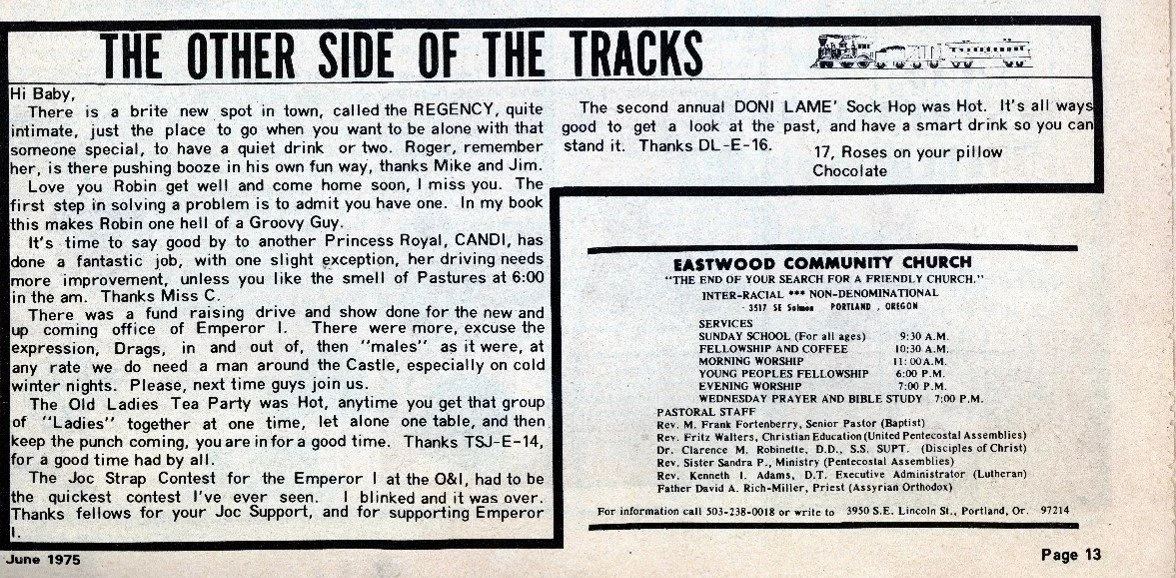 THE OTHER SIDE OF THE TRACKS
Hi Baby,
There is a brite new spot in town, called the REGENCY, quite
intimate, just the place to go when you want to be alone with that
someone special, to have a quiet drink or two. Roger, remember
her, is there pushing booze in his own fun way, thanks Mike and Jim.
Love you Robin get well and come home soon, I miss you. The
first step in solving a problem is to admit you have one. In my book
this makes Robin one hell of a Groovy Guy.
It's time to say good by to another Princess Royal, CANDI, has
done a fantastic job, with one slight exception, her driving needs
more improvement, unless you like the smell of Pastures at 6:00
in the am. Thanks Miss C.
There was a fund raising drive and show done for the new and
up coming office of Emperor I. There were more, excuse the
expression, Drags, in and out of, then "males" as it were, at
any rate we do need a man around the Castle, especially on cold
winter nights. Please, next time guys join us.
The Old Ladies Tea Party was Hot, anytime you get that group
of "Ladies" together at one time, let alone one table, and then
keep the punch coming, you are in for a good time. Thanks TSJ-E-14,
for a good time had by all.
The Joc Strap Contest for the Emperor I at the O&I, had to be
the quickest contest I've ever seen. I blinked and it was over.
Thanks fellows for your Joc Support, and for supporting Emperor
I.
The second annual DONI LAME' Sock Hop was Hot. It's all ways
good to get a look at the past, and have a smart drink so you can
stand it. Thanks DL-E-16.
17, Roses on your pillow
Chocolate
EASTWOOD COMMUNITY CHURCH
"THE END OF YOUR SEARCH FOR A FRIENDLY CHURCH."
INTER-RACIAL *** NON-DENOMINATIONAL
3517 SE Salmon PORTLAND , OREGON
SERVICES
SUNDAY SCHOOL (For all ages) 9:30 A.M.
FELLOWSHIP AND COFFEE 10:30 A.M.
MORNING WORSHIP 11:00 A.M.
YOUNG PEOPLES FELLOWSHIP 6:00 P.M.
EVENING WORSHIP 7:00 P.M.
WEDNESDAY PRAYER AND BIBLE STUDY 7:00 P.M.
PASTORAL STAFF
Rev. M. Frank Fortenberry, Senior Pastor (Baptist)
Rev. Fritz Walters, Christian Education (United Pentecostal Assemblies)
Dr. Clarence M. Robinette, D.D., S.S. SUPT. (Disciples of Christ)
Rev. Sister Sandra P., Ministry (Pentecostal Assemblies)
Rev. Kenneth I. Adams, D.T. Executive Administrator (Lutheran)
Father David A. Rich-Miller, Priest (Assyrian Orthodox)
For information call 503-238-0018 or write to 3950 S.E. Lincoln St., Portland, Or. 97214
June 1975
Page 13